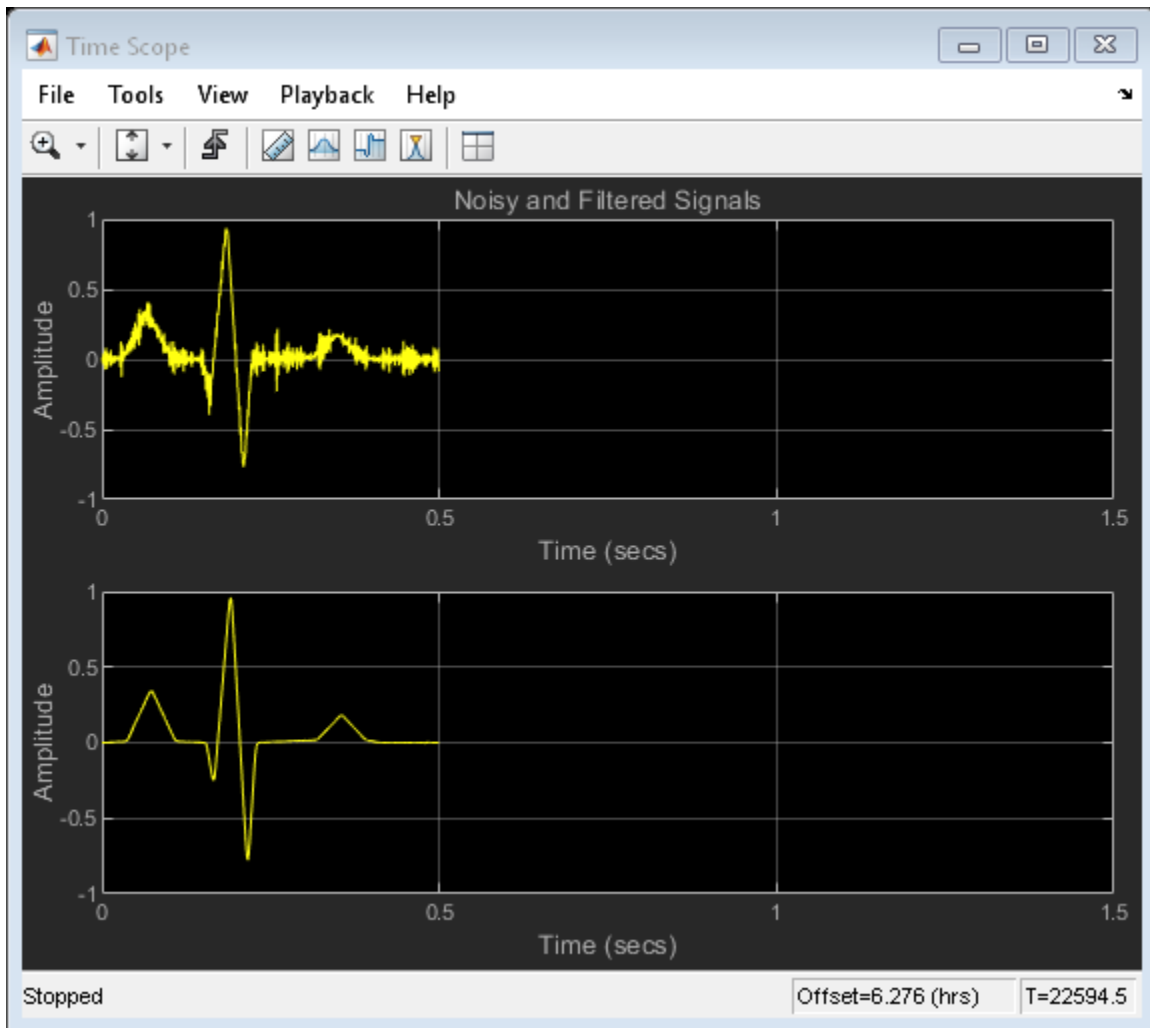 Time Scope
File Tools View Playback Help
Noisy and Filtered Signals
1
0.5
0
-0.5
-1
Amplitude
0 0.5 1 1.5
Time (secs)
1
0.5
0
-0.5
-1
Amplitude
0 0.5 1 1.5
Time (secs)
Stopped Offset=6.276 (hrs) T=22594.5